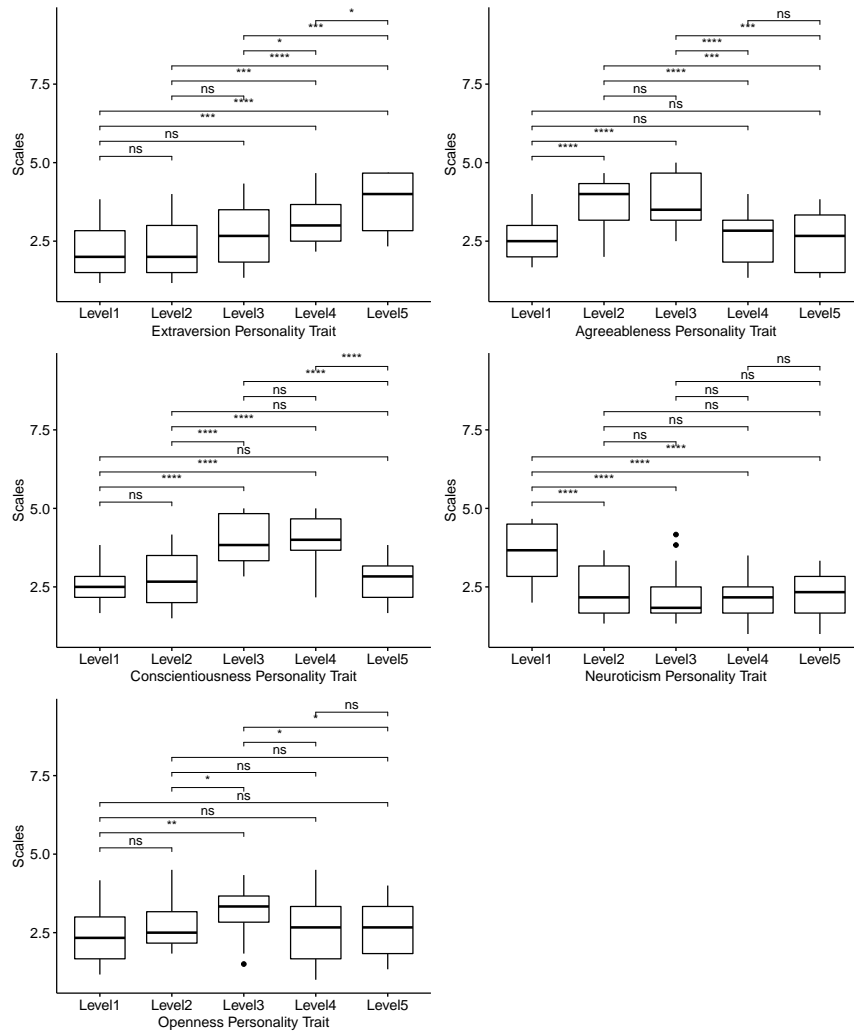 *
***
*
****
***
ns
****
***
ns
ns
7.5
5.0
2.5
Scales
Level1 Level2 Level3 Level4 Level5
Extraversion Personality Trait
ns
***
****
***
****
ns
ns
ns
****
****
7.5
5.0
2.5
Scales
Level1 Level2 Level3 Level4 Level5
Agreeableness Personality Trait
****
****
ns
ns
****
****
ns
****
****
ns
7.5
5.0
2.5
Scales
Level1 Level2 Level3 Level4 Level5
Conscientiousness Personality Trait
ns
ns
ns
ns
ns
ns
****
****
****
****
7.5
5.0
2.5
Scales
Level1 Level2 Level3 Level4 Level5
Neuroticism Personality Trait
ns
*
*
ns
ns
*
ns
ns
**
ns
7.5
5.0
2.5
Scales
Level1 Level2 Level3 Level4 Level5
Openness Personality Trait